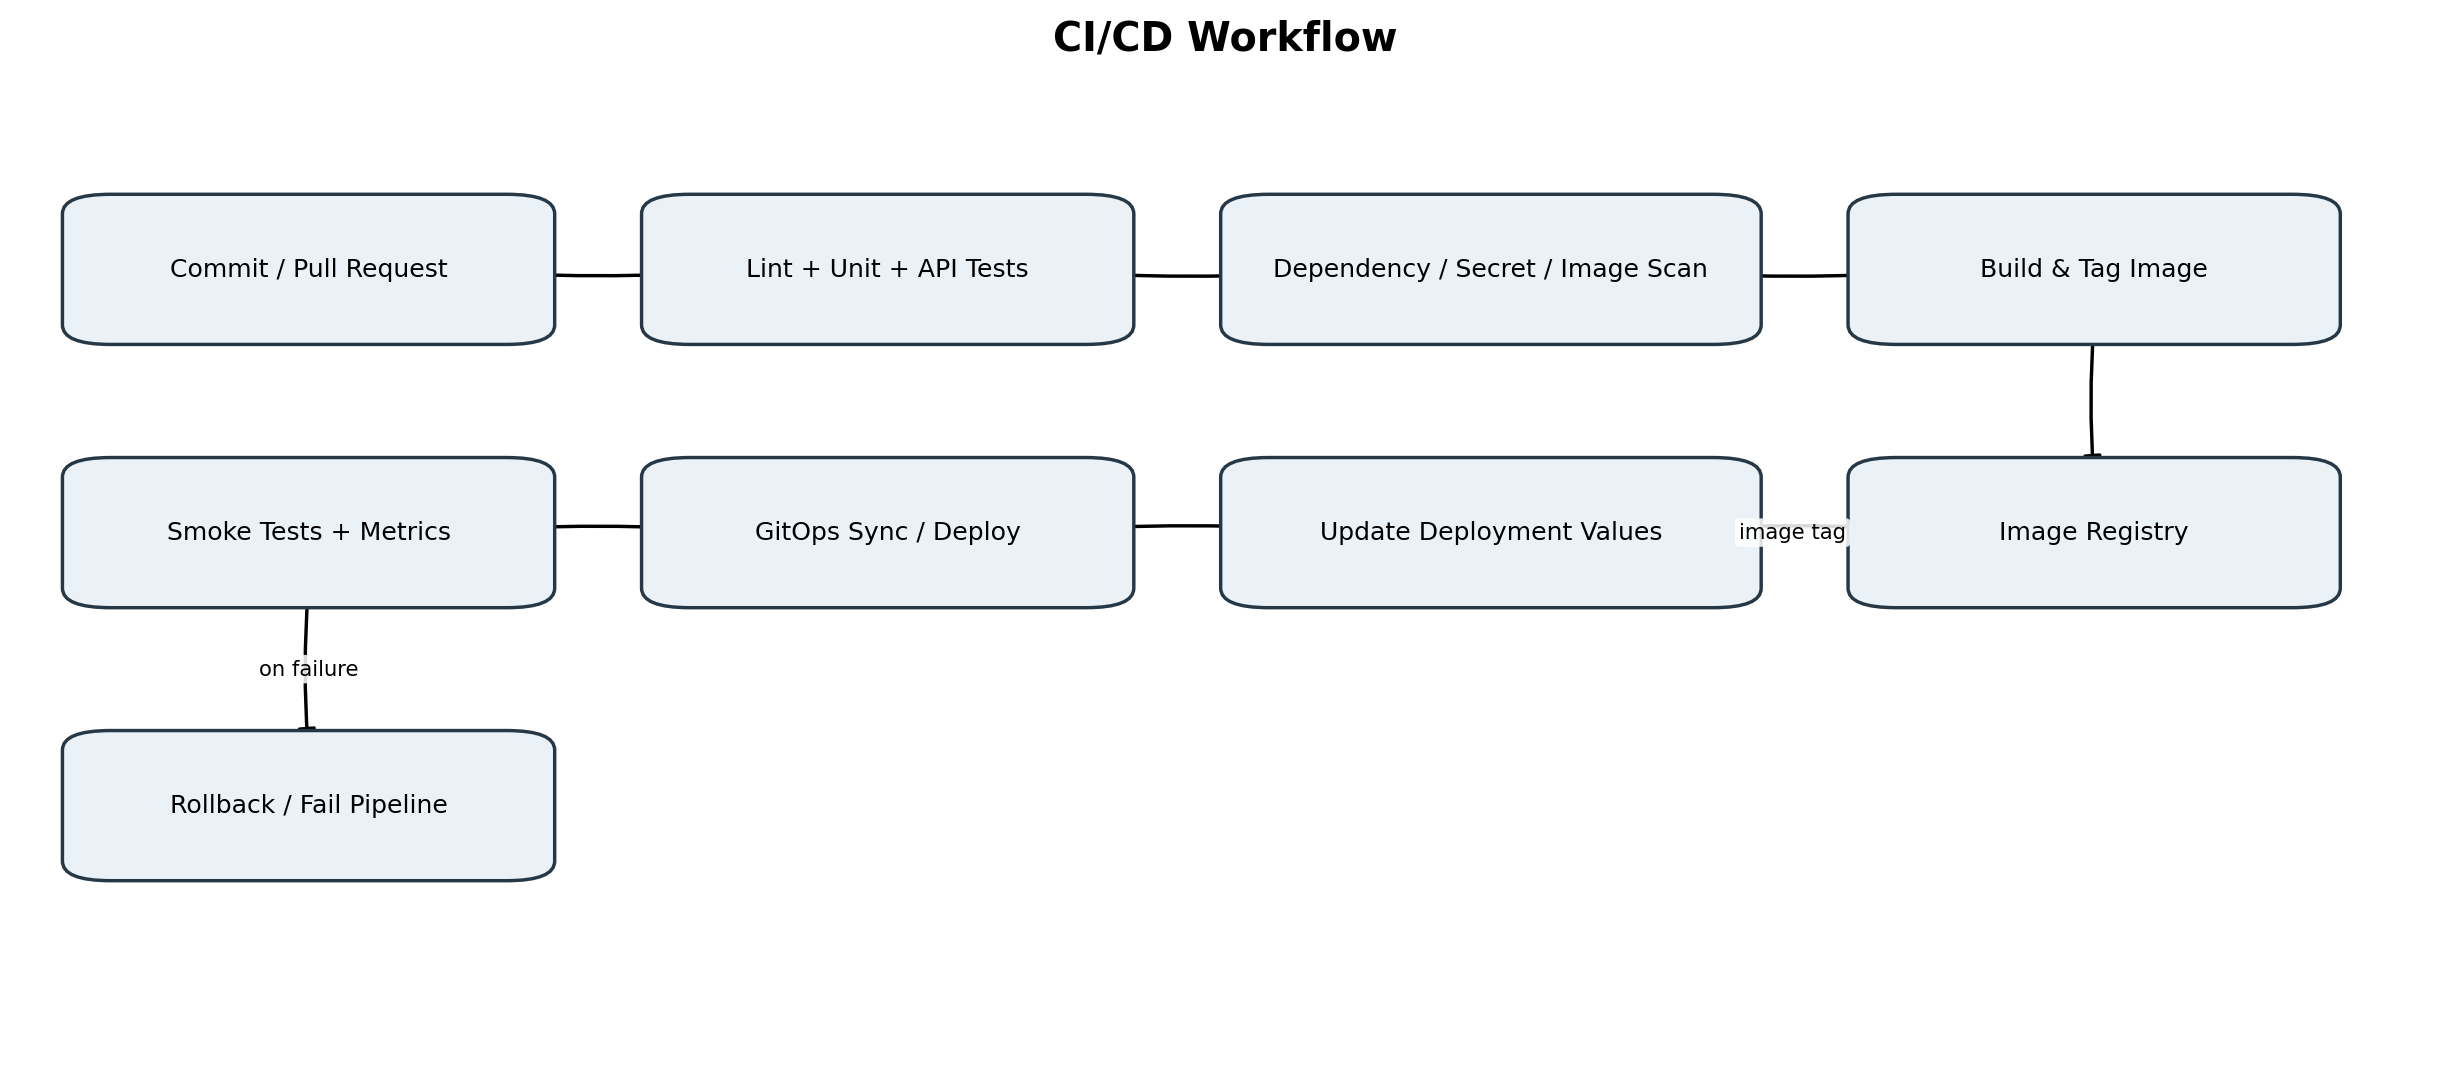 CI/CD Workflow
Commit / Pull Request
Lint + Unit + API Tests
Dependency / Secret / Image Scan
Build & Tag Image
Smoke Tests + Metrics
GitOps Sync / Deploy
Update Deployment Values
image tag
Image Registry
on failure
Rollback / Fail Pipeline